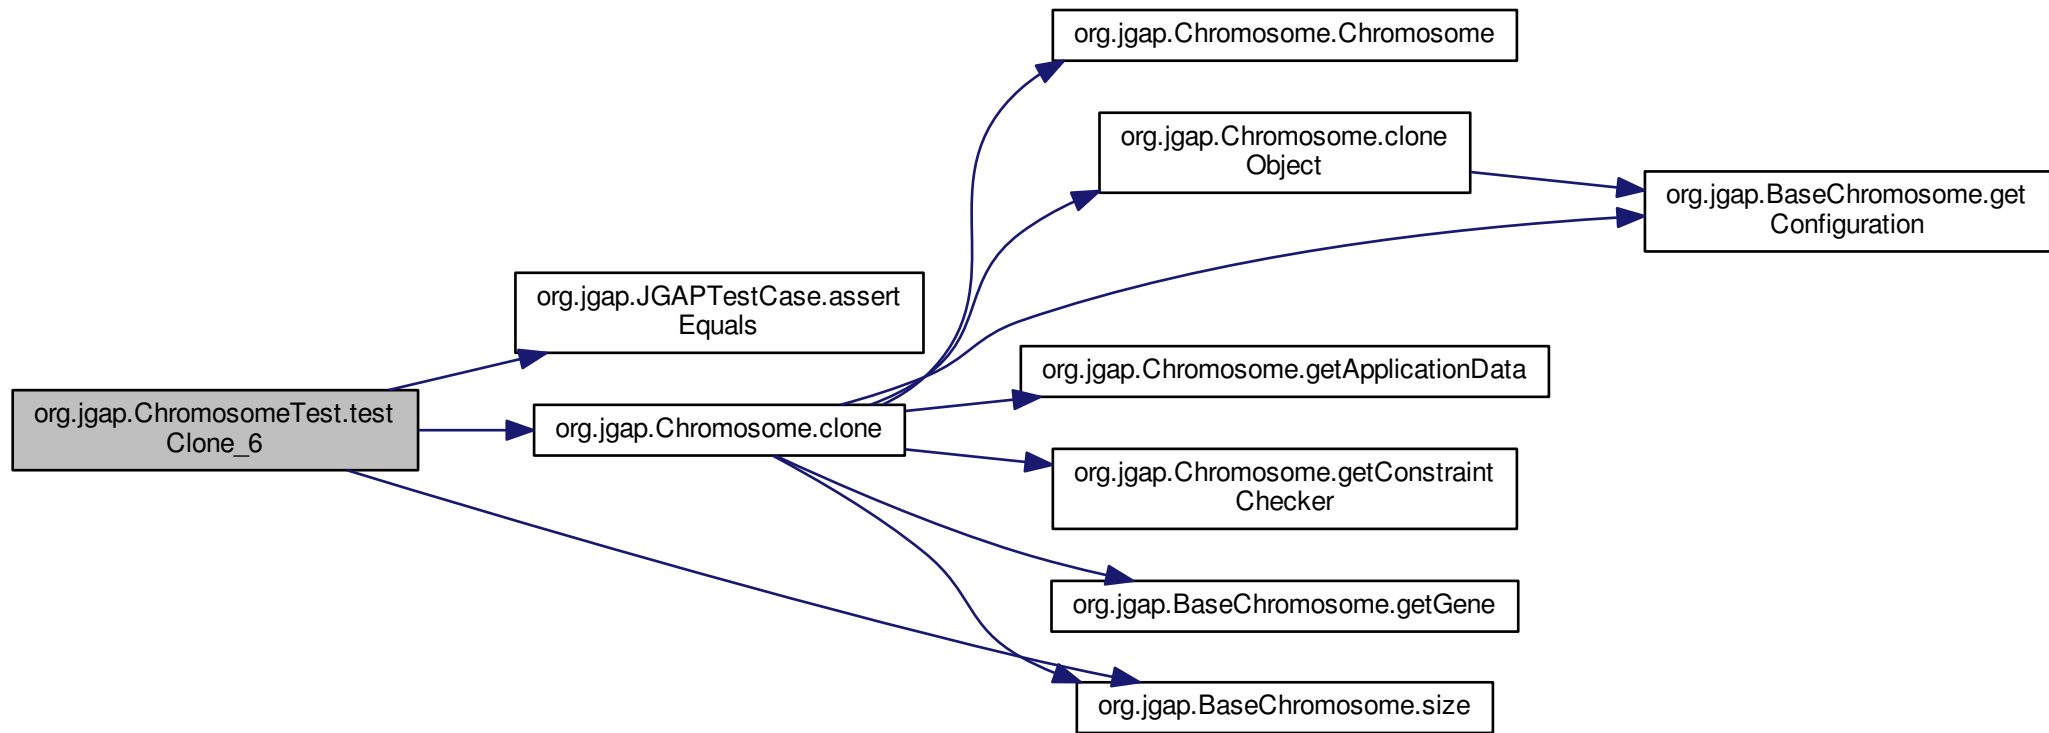 org.jgap.Chromosome.Chromosome
org.jgap.Chromosome.clone
Object
org.jgap.BaseChromosome.get
Configuration
org.jgap.JGAPTestCase.assert
Equals
org.jgap.Chromosome.getApplicationData
org.jgap.ChromosomeTest.test
Clone_6
org.jgap.Chromosome.clone
org.jgap.Chromosome.getConstraint
Checker
org.jgap.BaseChromosome.getGene
org.jgap.BaseChromosome.size